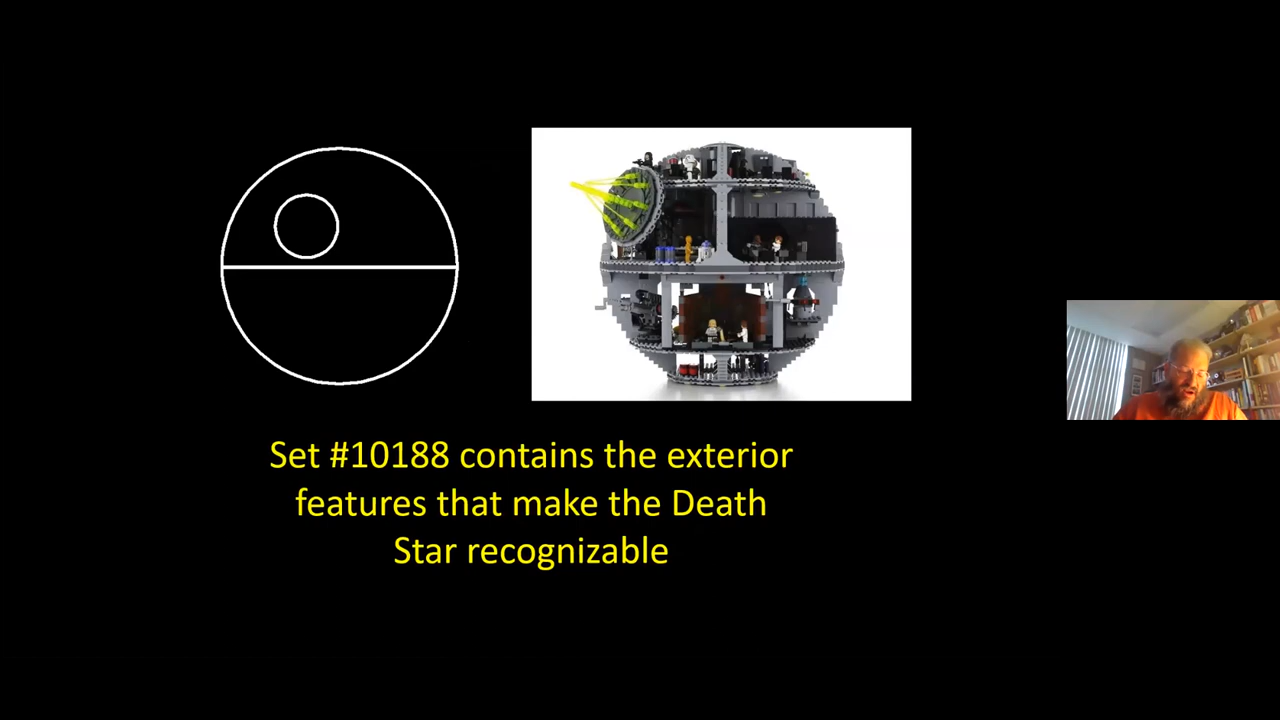 Set #10188 contains the exterior
features that make the Death
Star recognizable